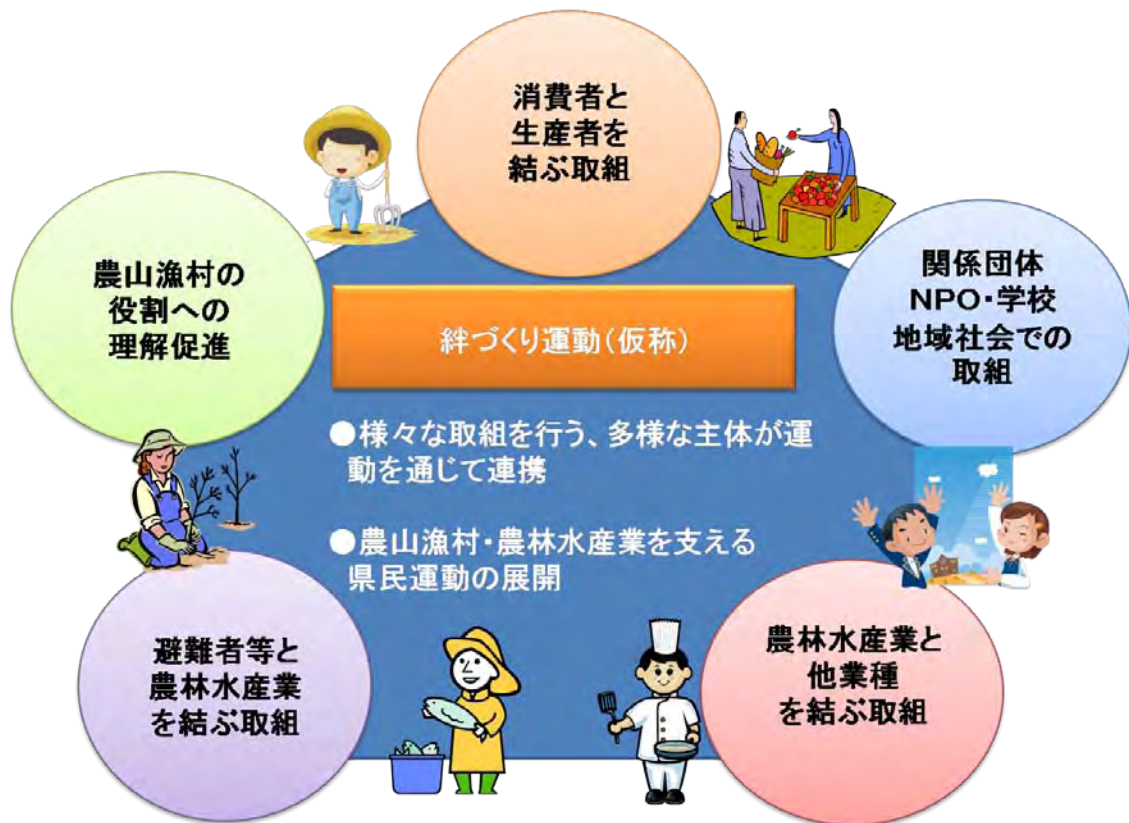 消費者と
生産者を
結ぶ取組
農山漁村の
役割への
理解促進
関係団体
NPO・学校
地域社会での
取組
絆づくり運動(仮称)
●様々な取組を行う、多様な主体が運
動を通じて連携
●農山漁村・農林水産業を支える
県民運動の展開
避難者等と
農林水産業
を結ぶ取組
農林水産業と
他業種
を結ぶ取組